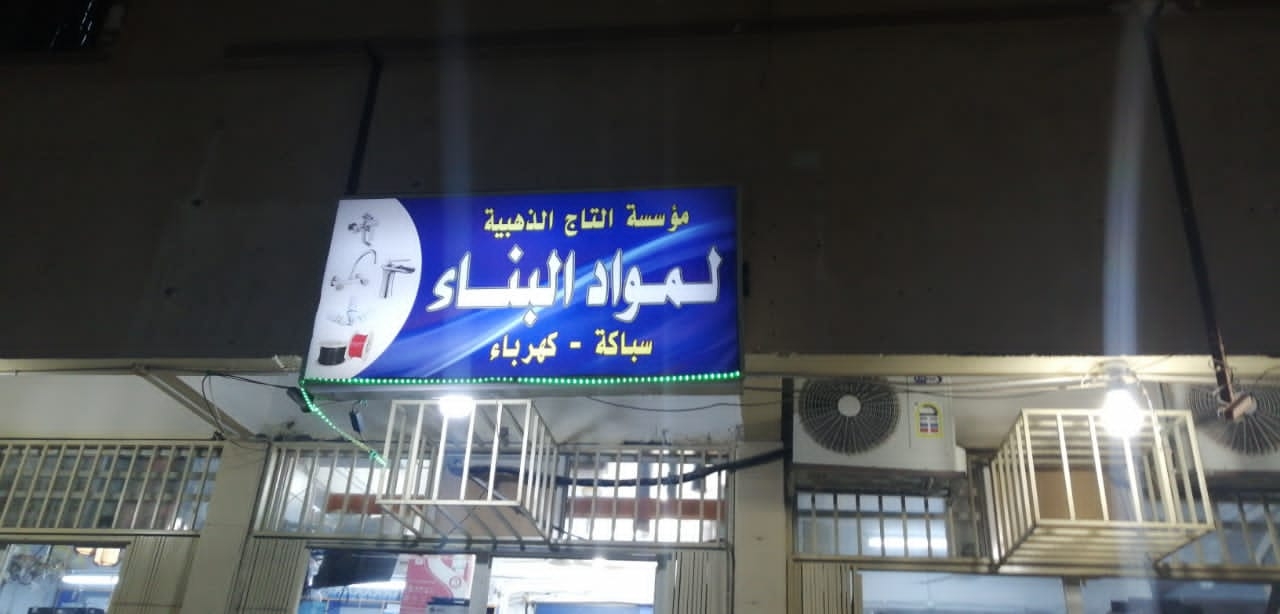 مؤسسة التاج الذهبية
لمواد البناء
سباكة - كهرباء